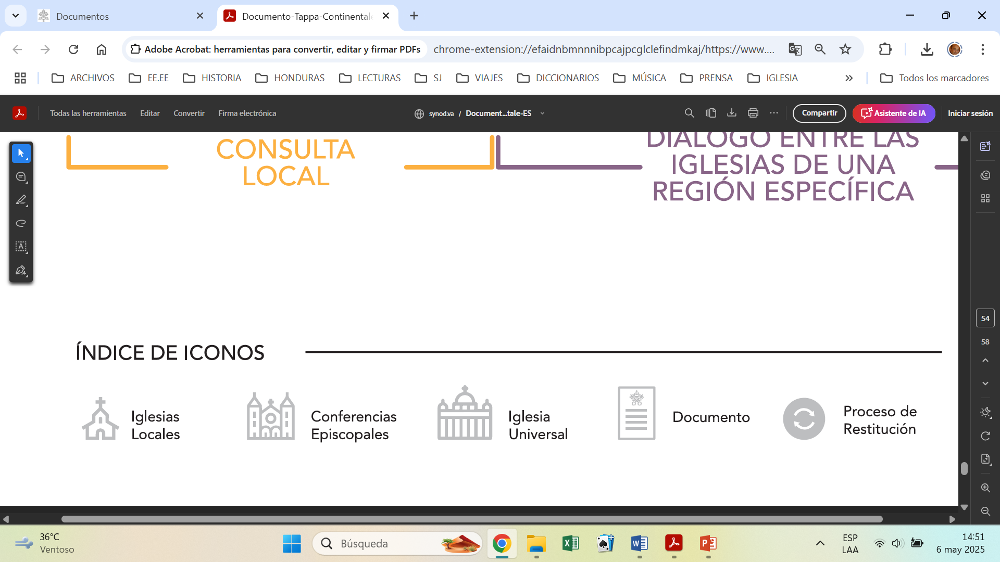 Documentos
Documento-Tappa-Continentale
Adobe Acrobat: herramientas para convertir, editar y firmar PDFs
chrome-extension://efaidnbmnnnibpcajpcglclefindmkaj/https://www....
ARCHIVOS
EE.EE
HISTORIA
HONDURAS
LECTURAS
SJ
VIAJES
DICCIONARIOS
MÚSICA
PRENSA
IGLESIA
Todos los marcadores
Todas las herramientas
Editar
Convertir
Firma electrónica
synod.va / Document...tale-ES
Compartir
Asistente de IA
Iniciar sesión
CONSULTA
LOCAL
DIÁLOGO ENTRE LAS
IGLESIAS DE UNA
REGIÓN ESPECÍFICA
54
58
ÍNDICE DE ICONOS
Iglesias
Locales
Conferencias
Episcopales
Iglesia
Universal
Documento
Proceso de
Restitución
36°C
Ventoso
Búsqueda
ESP
LAA
14:51
6 may 2025